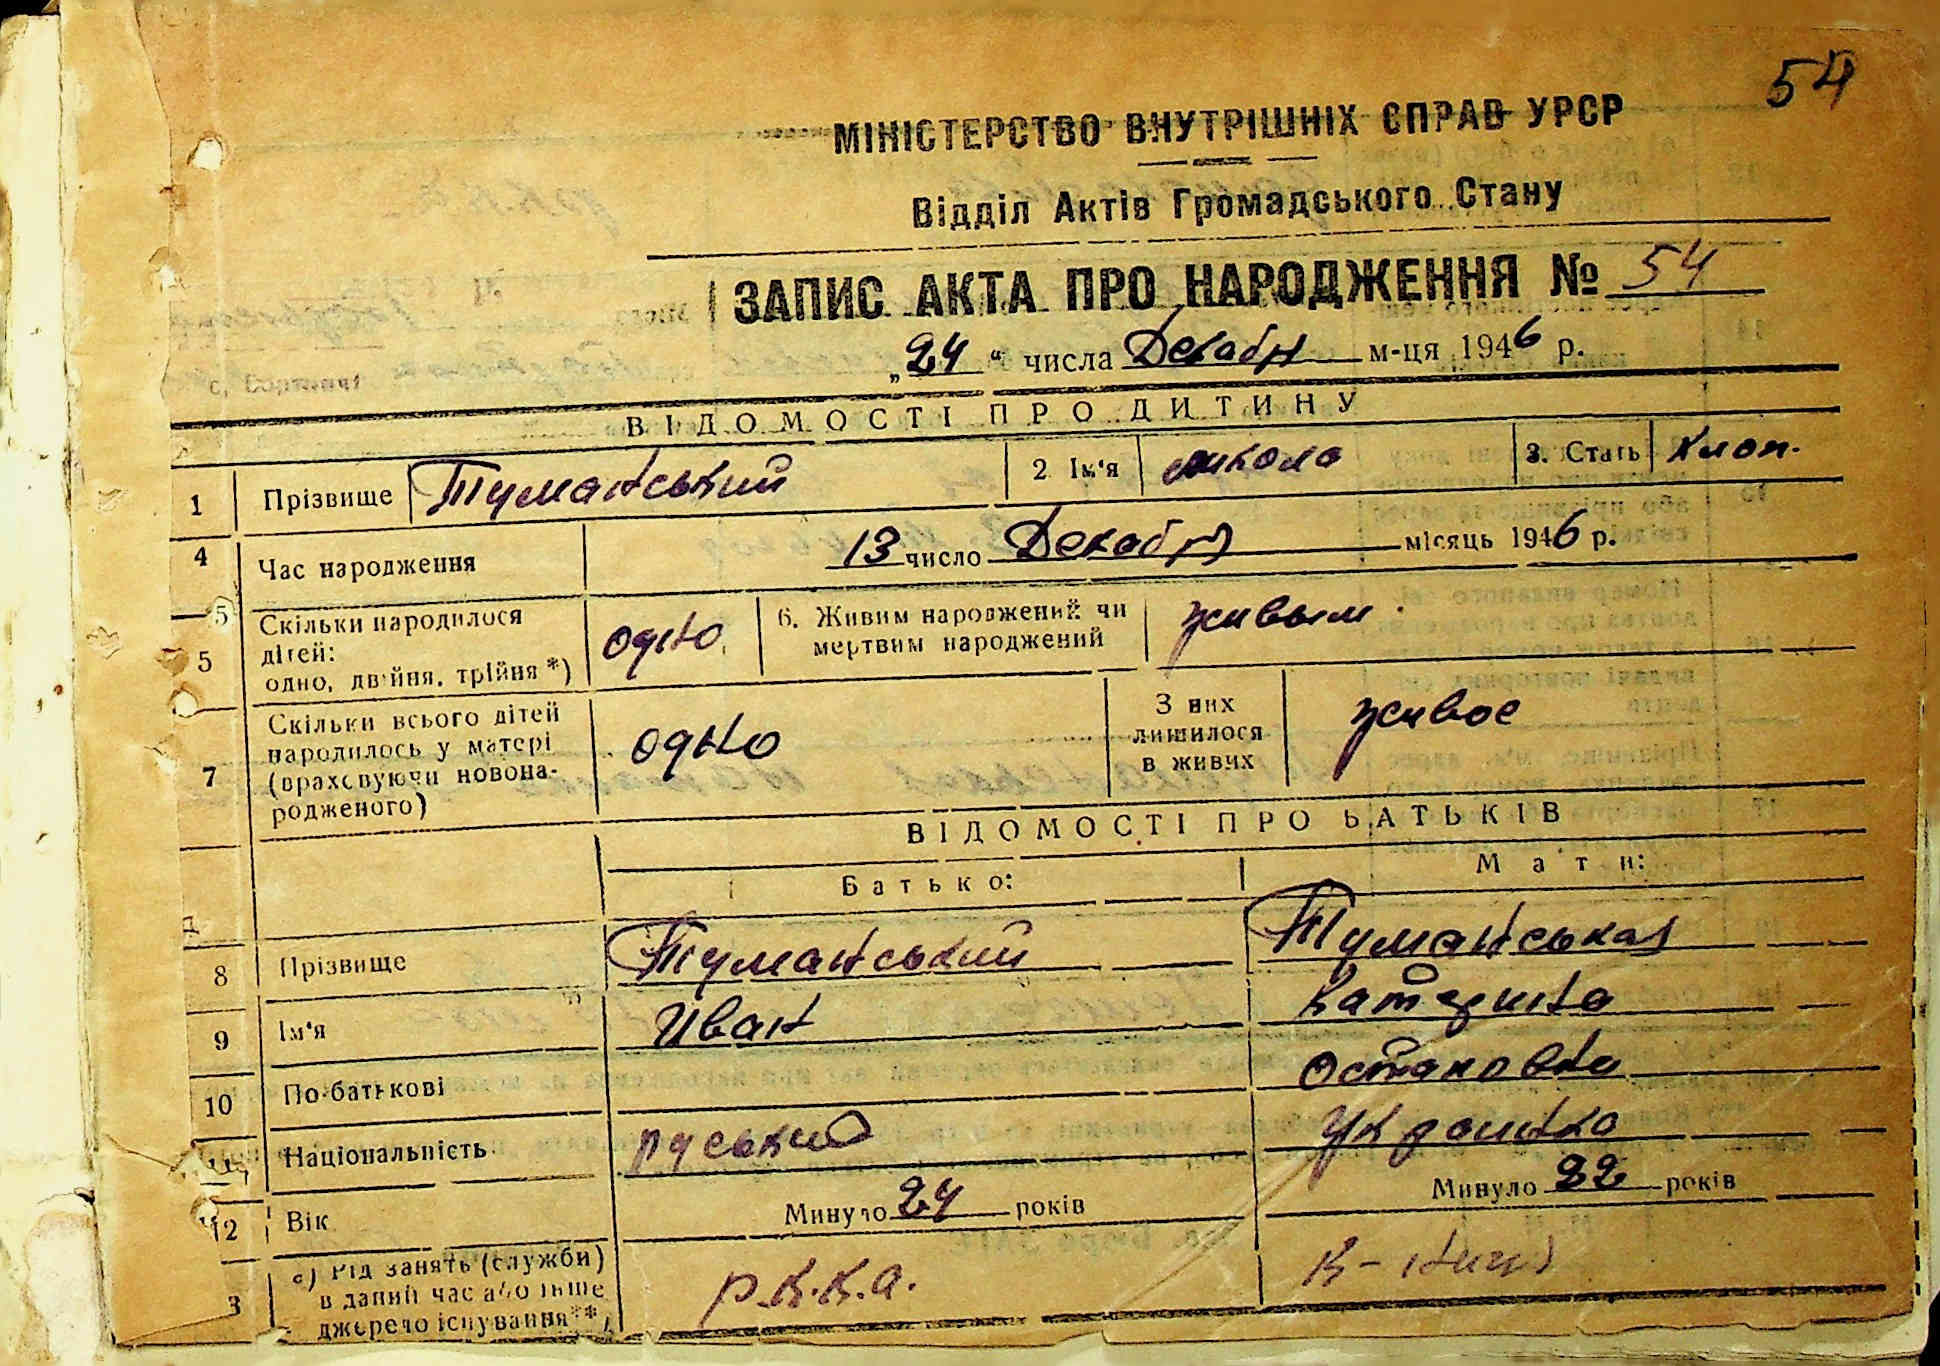 54
МІНІСТЕРСТВО ВНУТРІШНІХ СПРАВ УРСР
Відділ Актів Громадського Стану
ЗАПИС АКТА ПРО НАРОДЖЕННЯ № 54
„24“ числа Декабря м-ця 1946 р.
ВІДОМОСТІ ПРО ДИТИНУ
1 Прізвище Туманський 2 Ім'я микола 3. Стать Хлоп.
4 Час народження 13 число Декабря місяць 1946 р.
5
5 Скільки народилося дітей: одно, двійня, трійня *) одно 6. Живим народжений чи мертвим народжений живым
7 Скільки всього дітей народилось у матері (враховуючи новонародженого) одно З них лишилося в живих живое
ВІДОМОСТІ ПРО БАТЬКІВ
Батько: Мати:
8 Прізвище Туманський Туманськая
9 Ім'я Иван Катерина
10 По-батькові Остаповна
11 Національність руський Украинка
12 Вік Минуло 24 років Минуло 22 років
3 а) Рід занять (служби) в даний час або інше джерело існування**) Р.К.К.а.